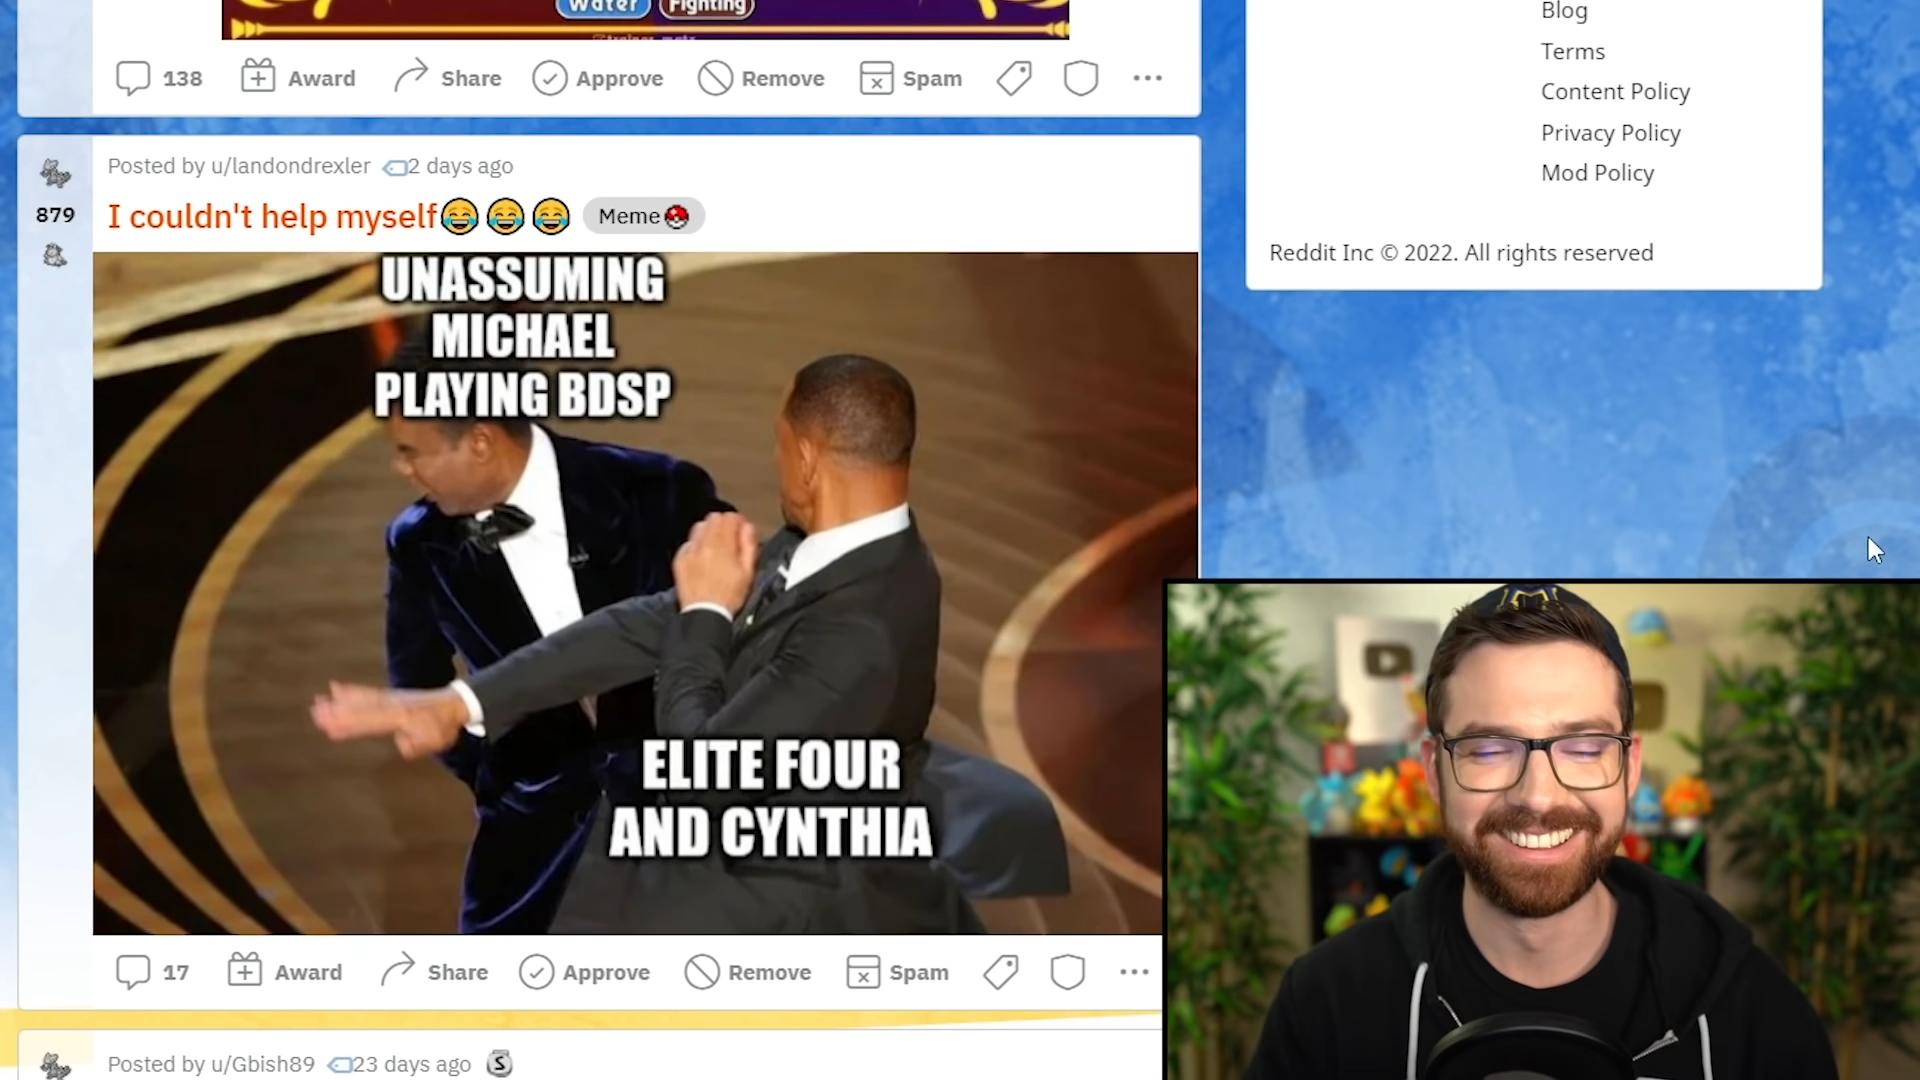 Water
Fighting
138
Award
Share
Approve
Remove
Spam
Posted by u/landondrexler
2 days ago
879
I couldn't help myself😂😂😂
Meme
UNASSUMING
MICHAEL
PLAYING BDSP
ELITE FOUR
AND CYNTHIA
17
Award
Share
Approve
Remove
Spam
Posted by u/Gbish89
23 days ago
S
Blog
Terms
Content Policy
Privacy Policy
Mod Policy
Reddit Inc © 2022. All rights reserved
M